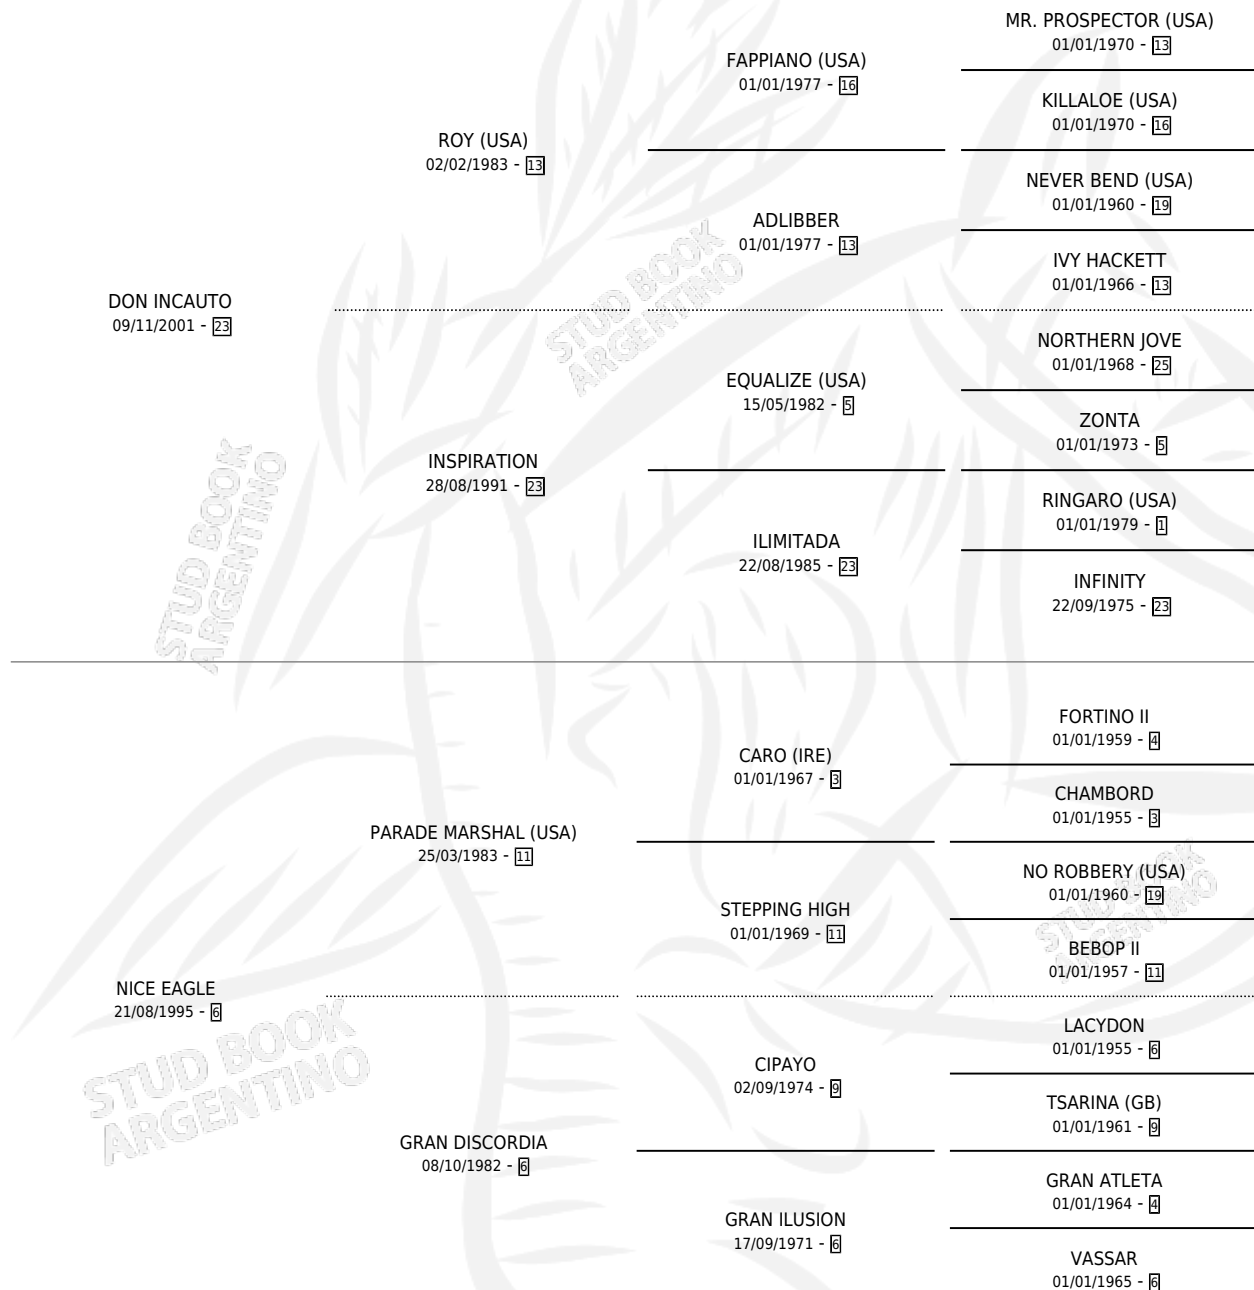 MR. PROSPECTOR (USA)
01/01/1970 - 13
FAPPIANO (USA)
01/01/1977 - 16
KILLALOE (USA)
01/01/1970 - 16
ROY (USA)
02/02/1983 - 13
NEVER BEND (USA)
01/01/1960 - 19
ADLIBBER
01/01/1977 - 13
IVY HACKETT
01/01/1966 - 13
DON INCAUTO
09/11/2001 - 23
NORTHERN JOVE
01/01/1968 - 25
EQUALIZE (USA)
15/05/1982 - 5
ZONTA
01/01/1973 - 5
INSPIRATION
28/08/1991 - 23
RINGARO (USA)
01/01/1979 - 1
ILIMITADA
22/08/1985 - 23
INFINITY
22/09/1975 - 23
STUD BOOK
ARGENTINO
STUD BOOK
ARGENTINO
FORTINO II
01/01/1959 - 4
CARO (IRE)
01/01/1967 - 3
CHAMBORD
01/01/1955 - 3
PARADE MARSHAL (USA)
25/03/1983 - 11
NO ROBBERY (USA)
01/01/1960 - 19
STEPPING HIGH
01/01/1969 - 11
BEBOP II
01/01/1957 - 11
NICE EAGLE
21/08/1995 - 6
LACYDON
01/01/1955 - 6
CIPAYO
02/09/1974 - 9
TSARINA (GB)
01/01/1961 - 9
GRAN DISCORDIA
08/10/1982 - 6
GRAN ATLETA
01/01/1964 - 4
GRAN ILUSION
17/09/1971 - 6
VASSAR
01/01/1965 - 6
STUD BOOK
ARGENTINO
STUD BOOK
ARGENTINO